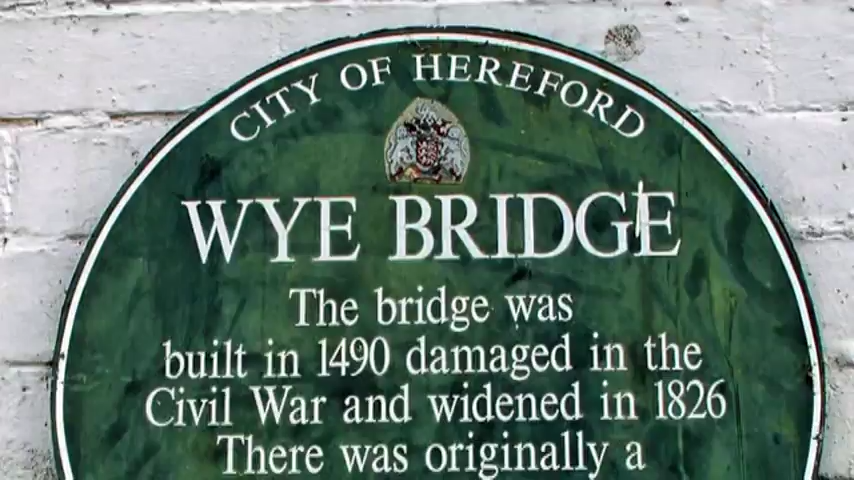 CITY OF HEREFORD
WYE BRIDGE
The bridge was
built in 1490 damaged in the
Civil War and widened in 1826
There was originally a